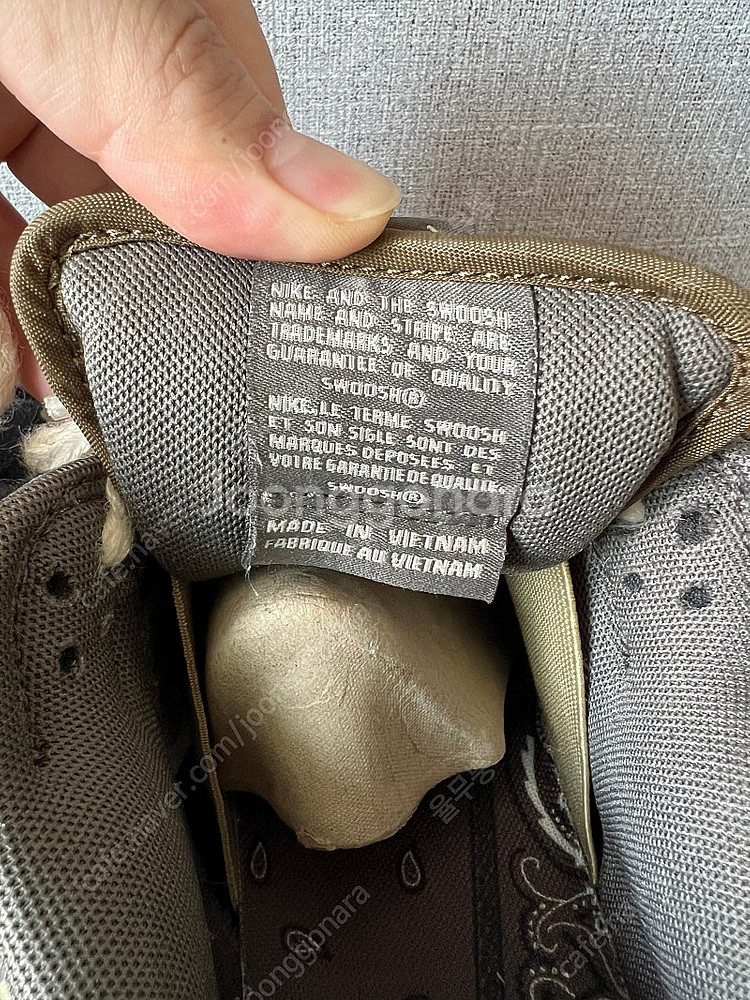 NIKE AND THE SWOOSH
NAME AND STRIPE ARE
TRADEMARKS AND YOUR
GUARANTEE OF QUALITY
SWOOSH®
NIKE, LE TERME SWOOSH
ET SON SIGLE SONT DES
MARQUES DEPOSEES ET
VOTRE GARANTIE DE QUALITE.
SWOOSH®
Joonggonara
MADE IN VIETNAM
FABRIQUE AU VIETNAM